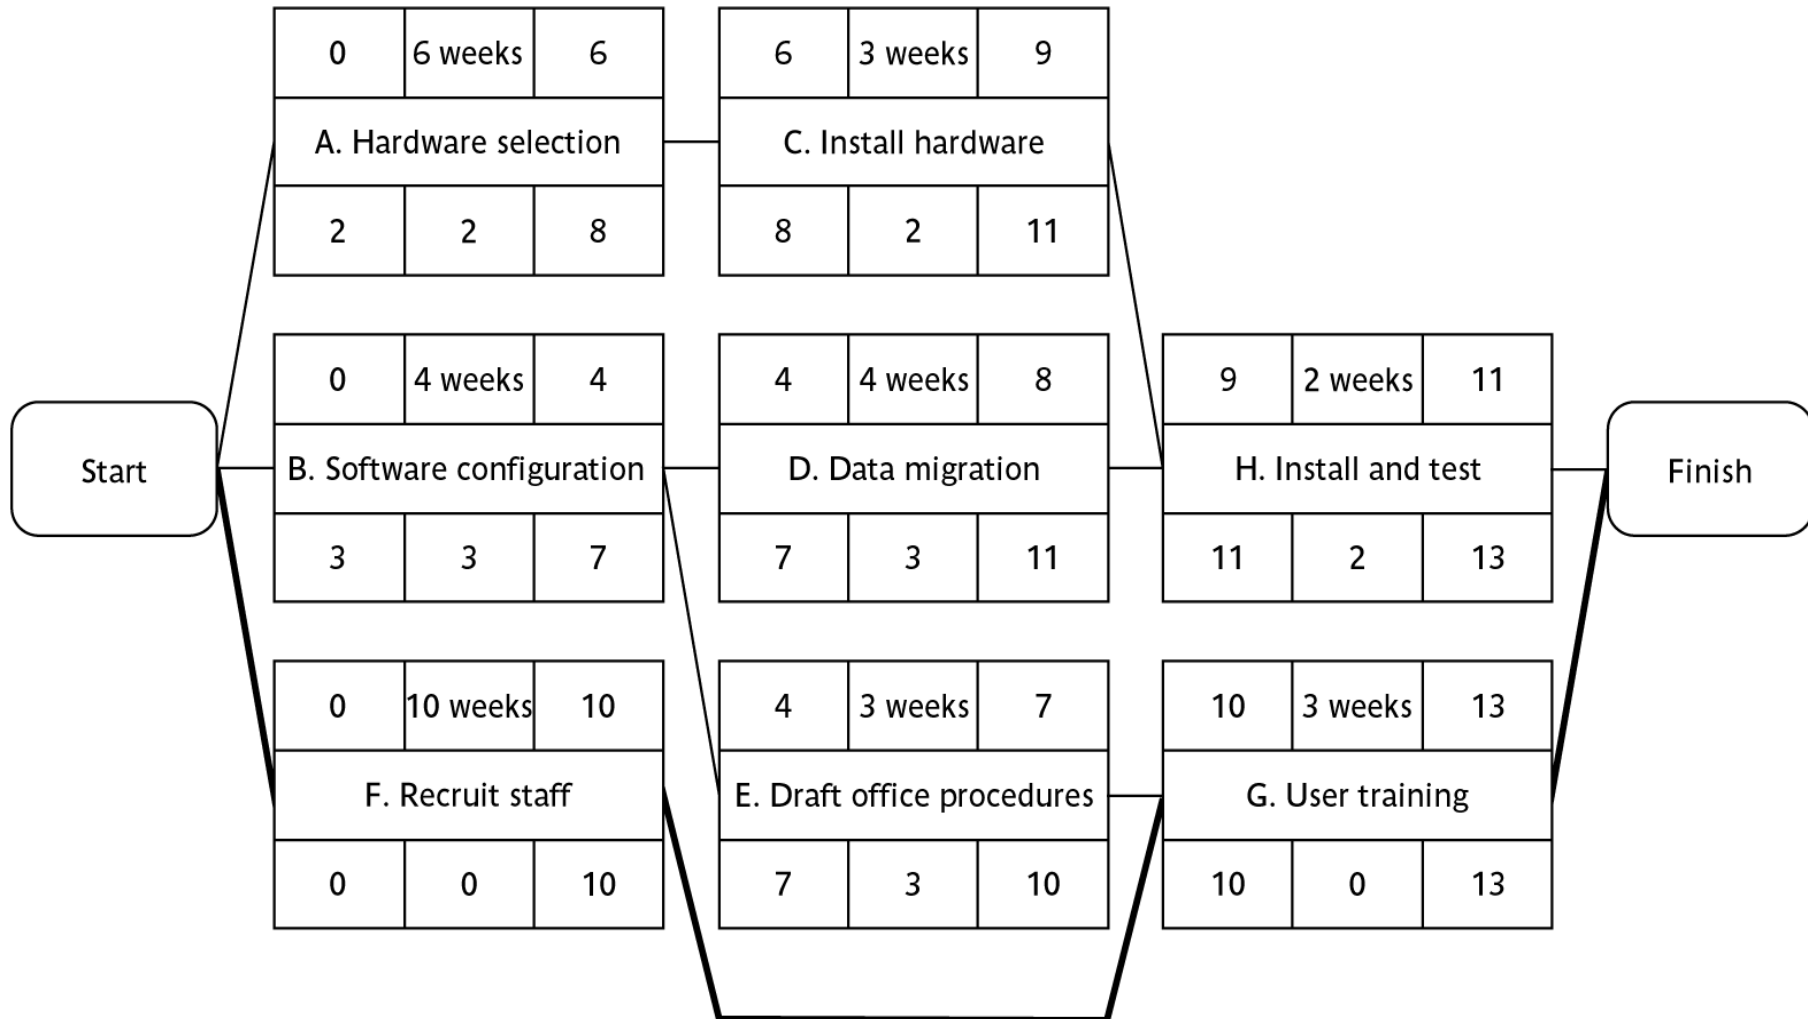 0 6 weeks 6
A. Hardware selection
2 2 8
6 3 weeks 9
C. Install hardware
8 2 11
Start
0 4 weeks 4
B. Software configuration
3 3 7
4 4 weeks 8
D. Data migration
7 3 11
9 2 weeks 11
H. Install and test
11 2 13
Finish
0 10 weeks 10
F. Recruit staff
0 0 10
4 3 weeks 7
E. Draft office procedures
7 3 10
10 3 weeks 13
G. User training
10 0 13